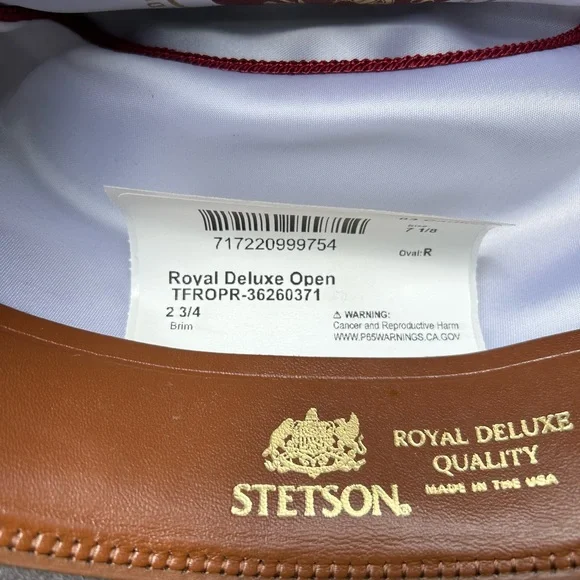 7 1/8
717220999754
Oval: R
Royal Deluxe Open
TFROPR-36260371
2 3/4
Brim
⚠ WARNING:
Cancer and Reproductive Harm
WWW.P65WARNINGS.CA.GOV
STETSON®
ROYAL DELUXE
QUALITY
MADE IN THE USA